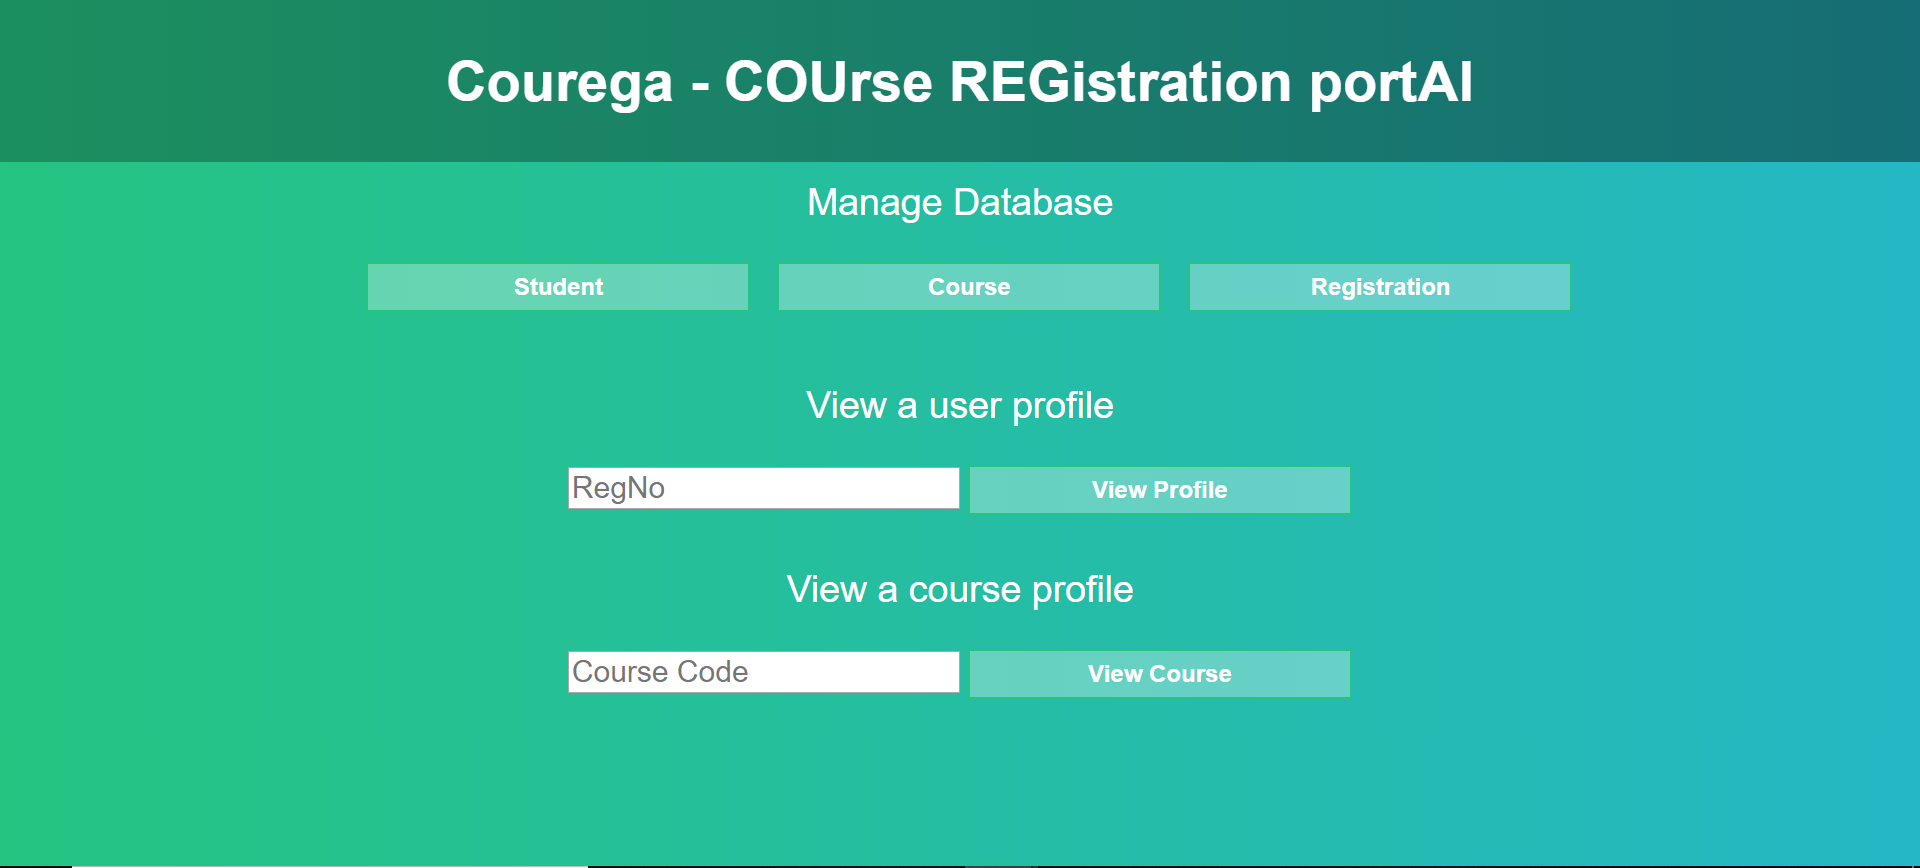 Courega - COUrse REGistration portAl
Manage Database
Student Course Registration
View a user profile
RegNo View Profile
View a course profile
Course Code View Course